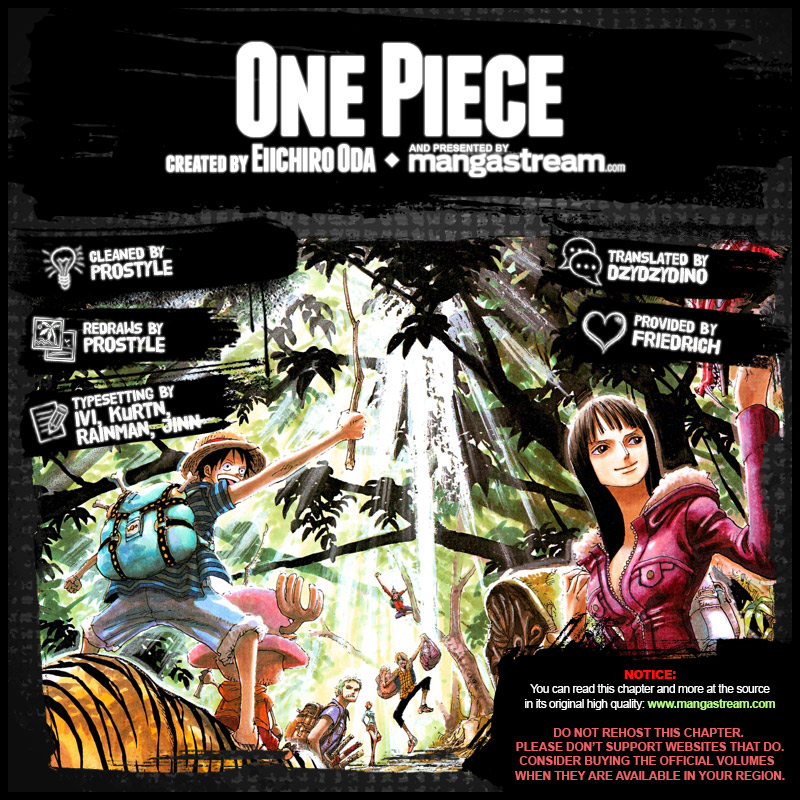 ONE PIECE
CREATED BY EIICHIRO ODA ◆ AND PRESENTED BY mangastream.com
CLEANED BY
PROSTYLE
REDRAWS BY
PROSTYLE
TYPESETTING BY
IVI, KURTN,
RAINMAN, JINN
TRANSLATED BY
DZYDZYDINO
PROVIDED BY
FRIEDRICH
NOTICE:
You can read this chapter and more at the source
in its original high quality: www.mangastream.com
DO NOT REHOST THIS CHAPTER.
PLEASE DON'T SUPPORT WEBSITES THAT DO.
CONSIDER BUYING THE OFFICIAL VOLUMES
WHEN THEY ARE AVAILABLE IN YOUR REGION.